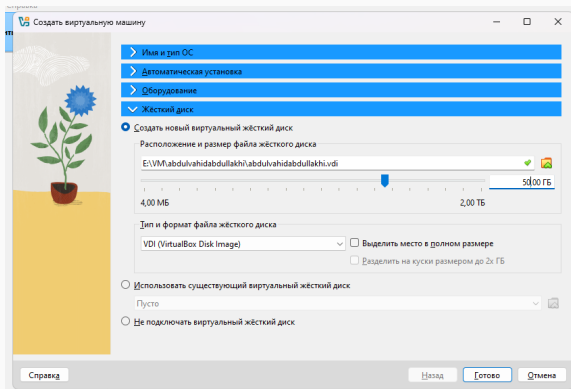 Справка
Создать виртуальную машину
Имя и тип ОС
Автоматическая установка
Оборудование
Жёсткий диск
Создать новый виртуальный жёсткий диск
Расположение и размер файла жёсткого диска
E:\VM\abdulvahidabdullakhi\abdulvahidabdullakhi.vdi
50,00 ГБ
4,00 МБ 2,00 ТБ
Тип и формат файла жёсткого диска
VDI (VirtualBox Disk Image) Выделить место в полном размере
Разделить на куски размером до 2х ГБ
Использовать существующий виртуальный жёсткий диск
Пусто
Не подключать виртуальный жёсткий диск
Справка Назад Готово Отмена